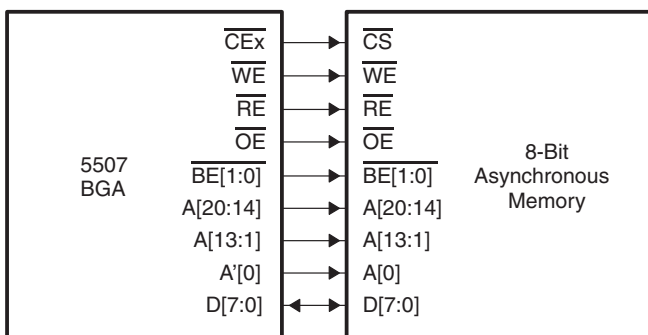 CEx CS
WE WE
RE RE
OE OE
5507 BGA
BE[1:0] BE[1:0]
8-Bit Asynchronous Memory
A[20:14] A[20:14]
A[13:1] A[13:1]
A'[0] A[0]
D[7:0] D[7:0]